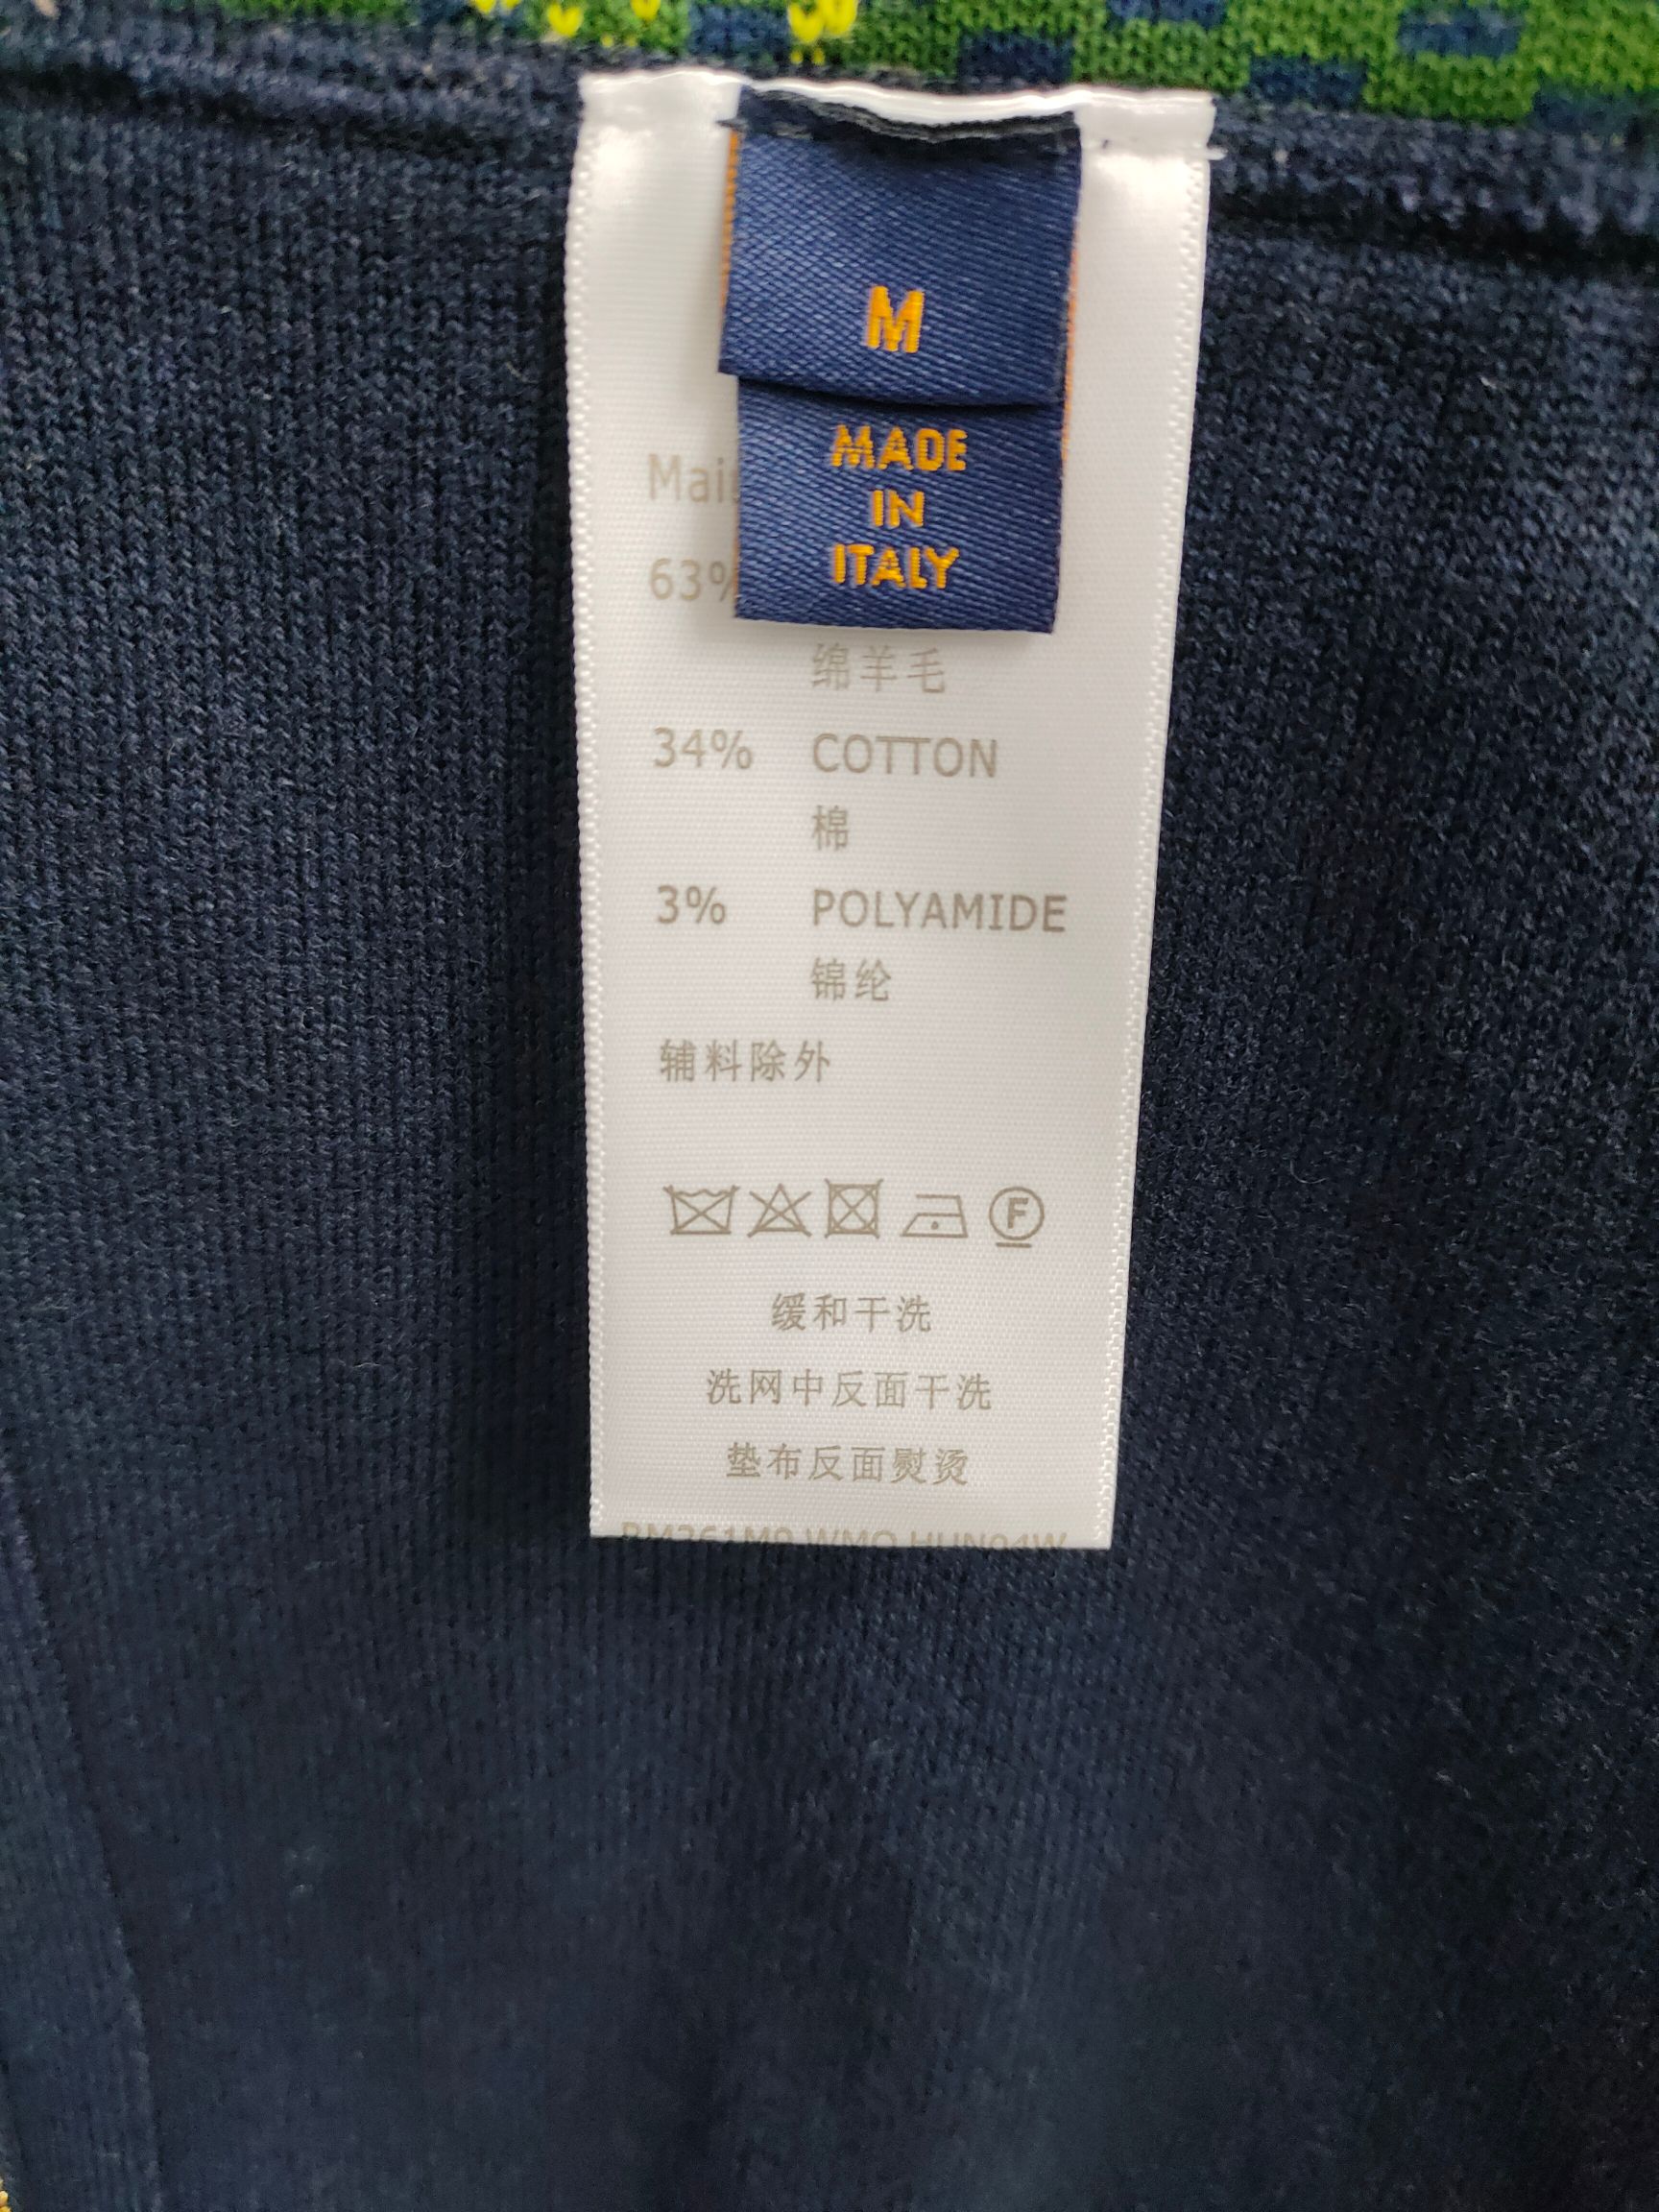 M
MADE
IN
ITALY
63%
绵羊毛
34% COTTON
棉
3% POLYAMIDE
锦纶
辅料除外
F
缓和干洗
洗网中反面干洗
垫布反面熨烫